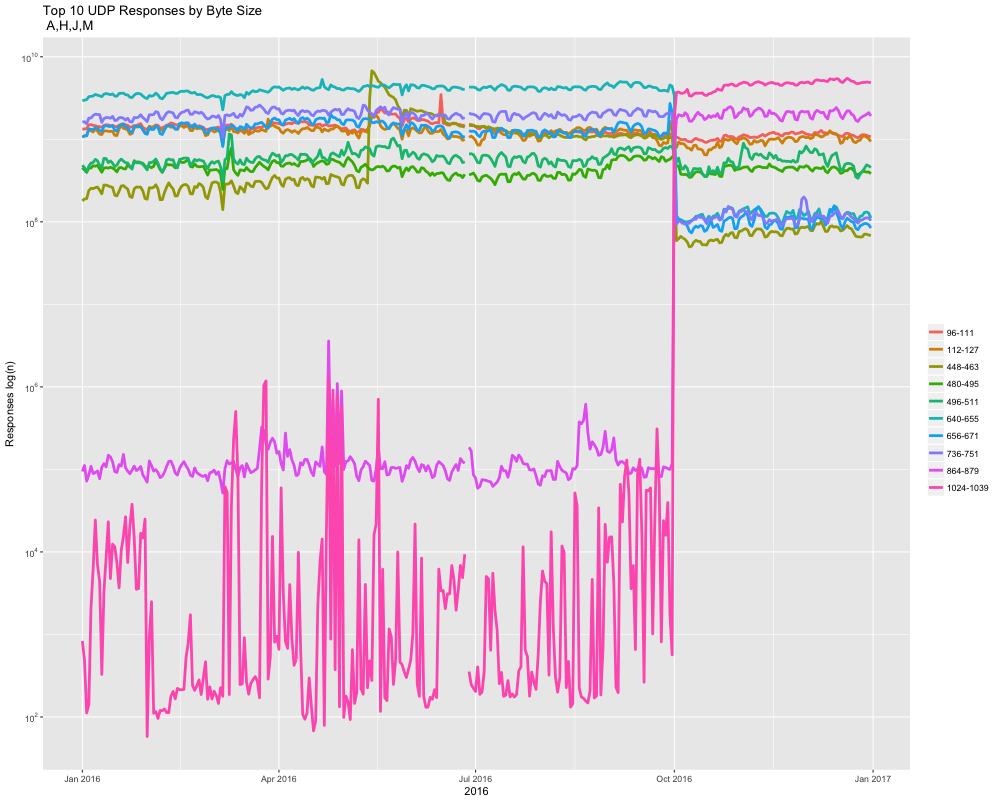 Top 10 UDP Responses by Byte Size
A,H,J,M
Responses log(n)
10^10
10^8
10^6
10^4
10^2
Jan 2016
Apr 2016
Jul 2016
Oct 2016
Jan 2017
2016
96-111
112-127
448-463
480-495
496-511
640-655
656-671
736-751
864-879
1024-1039